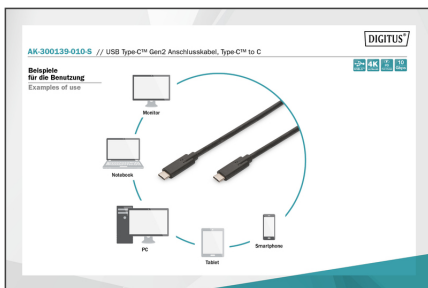 DIGITUS®
AK-300139-010-S // USB Type-C™ Gen2 Anschlusskabel, Type-C™ to C
4K
10
Gbps
Beispiele
für die Benutzung
Examples of use
Monitor
Notebook
PC
Tablet
Smartphone